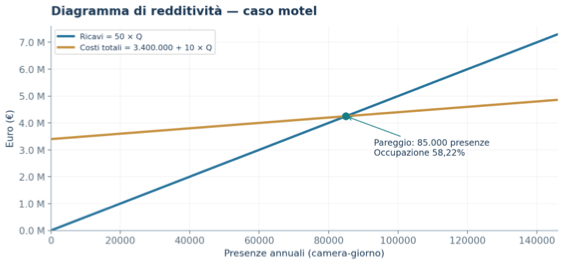 Diagramma di redditività — caso motel
Ricavi = 50 × Q
Costi totali = 3.400.000 + 10 × Q
7.0 M
6.0 M
5.0 M
4.0 M
3.0 M
2.0 M
1.0 M
0.0 M
Euro (€)
Pareggio: 85.000 presenze
Occupazione 58,22%
0
20000
40000
60000
80000
100000
120000
140000
Presenze annuali (camera-giorno)